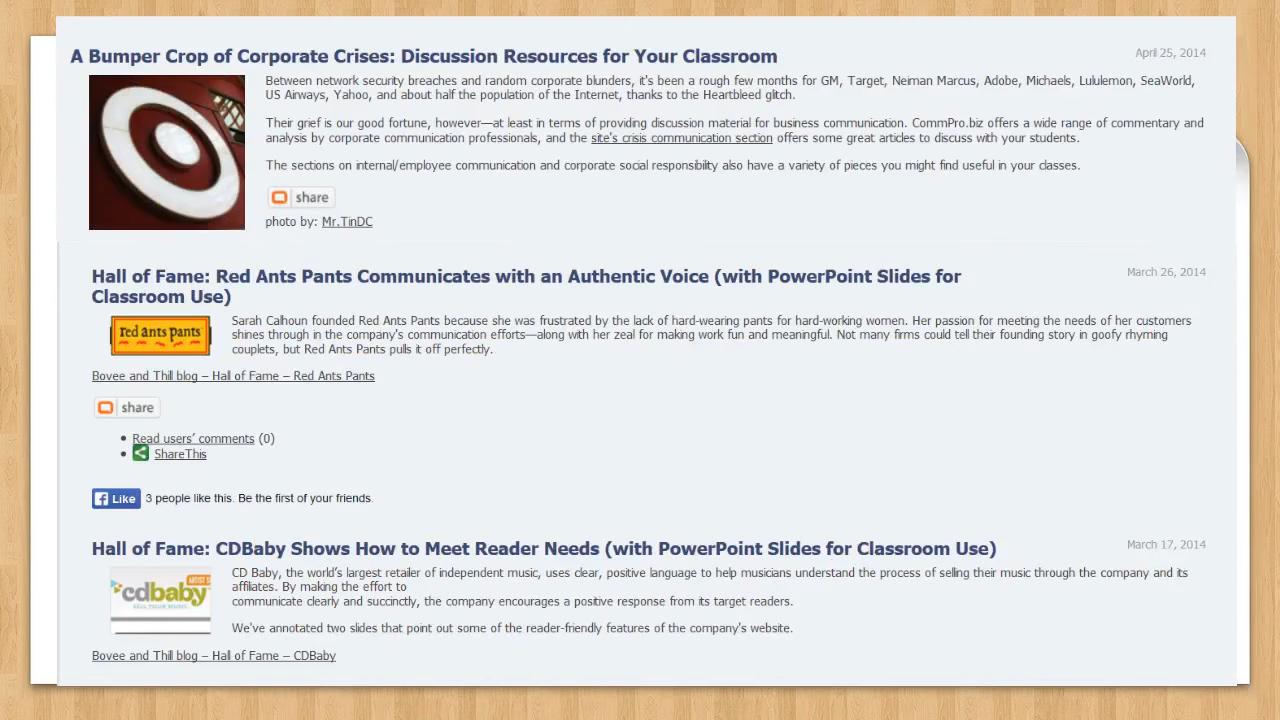 A Bumper Crop of Corporate Crises: Discussion Resources for Your Classroom
April 25, 2014
Between network security breaches and random corporate blunders, it's been a rough few months for GM, Target, Neiman Marcus, Adobe, Michaels, Lululemon, SeaWorld,
US Airways, Yahoo, and about half the population of the Internet, thanks to the Heartbleed glitch.
Their grief is our good fortune, however—at least in terms of providing discussion material for business communication. CommPro.biz offers a wide range of commentary and
analysis by corporate communication professionals, and the site's crisis communication section offers some great articles to discuss with your students.
The sections on internal/employee communication and corporate social responsibility also have a variety of pieces you might find useful in your classes.
share
photo by: Mr.TinDC
Hall of Fame: Red Ants Pants Communicates with an Authentic Voice (with PowerPoint Slides for
Classroom Use)
March 26, 2014
red ants pants
Sarah Calhoun founded Red Ants Pants because she was frustrated by the lack of hard-wearing pants for hard-working women. Her passion for meeting the needs of her customers
shines through in the company's communication efforts—along with her zeal for making work fun and meaningful. Not many firms could tell their founding story in goofy rhyming
couplets, but Red Ants Pants pulls it off perfectly.
Bovee and Thill blog – Hall of Fame – Red Ants Pants
share
• Read users' comments (0)
• ShareThis
Like 3 people like this. Be the first of your friends.
Hall of Fame: CDBaby Shows How to Meet Reader Needs (with PowerPoint Slides for Classroom Use)
March 17, 2014
ARTIST S
cdbaby
SELL YOUR MUSIC
CD Baby, the world's largest retailer of independent music, uses clear, positive language to help musicians understand the process of selling their music through the company and its
affiliates. By making the effort to
communicate clearly and succinctly, the company encourages a positive response from its target readers.
We've annotated two slides that point out some of the reader-friendly features of the company's website.
Bovee and Thill blog – Hall of Fame – CDBaby